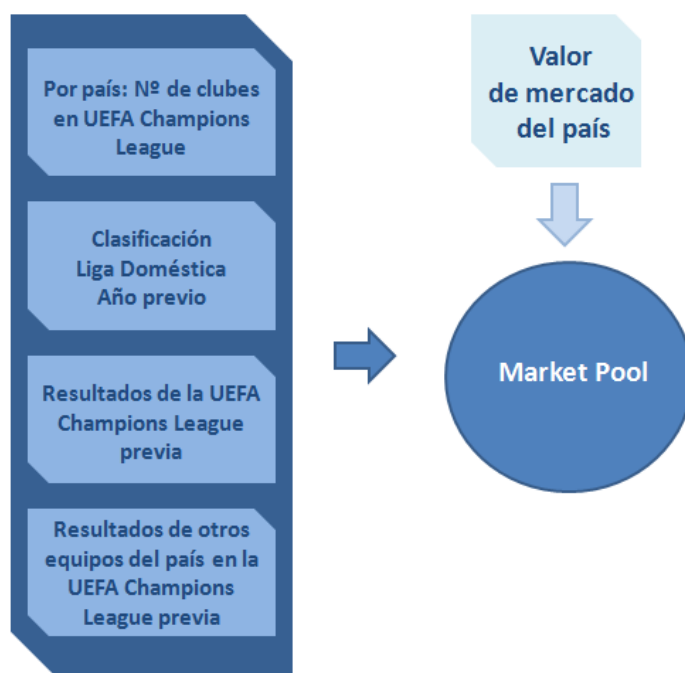 Por país: Nº de clubes
en UEFA Champions
League
Clasificación
Liga Doméstica
Año previo
Resultados de la UEFA
Champions League
previa
Resultados de otros
equipos del país en la
UEFA Champions
League previa
Valor
de mercado
del país
Market Pool